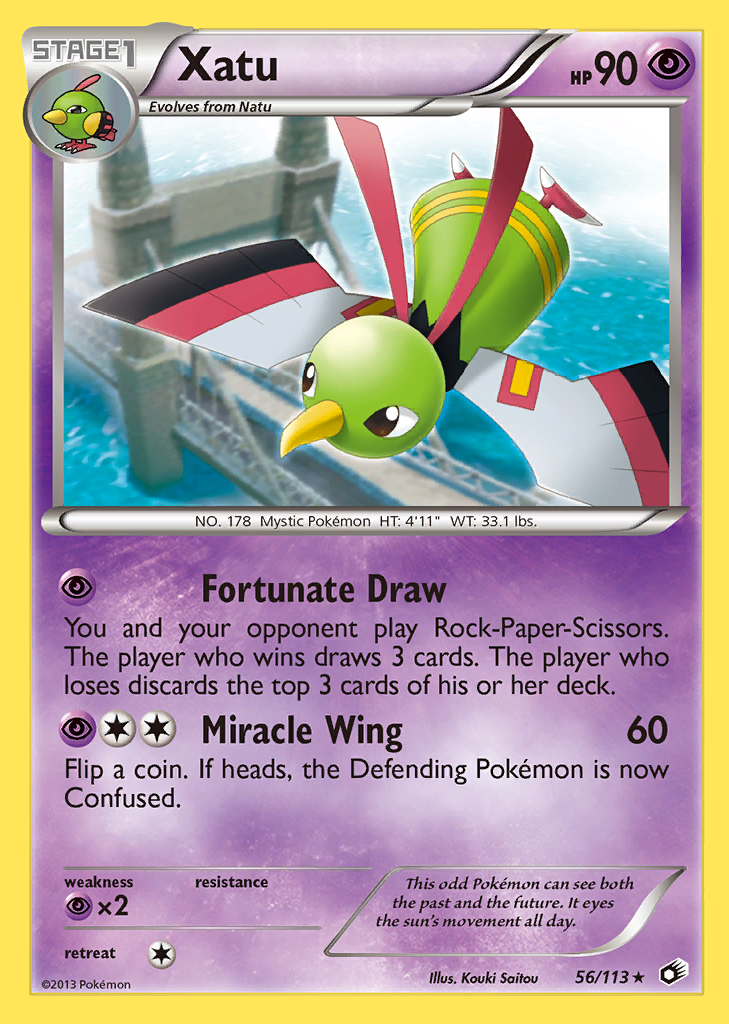 STAGE1
Xatu
HP 90
Evolves from Natu
NO. 178 Mystic Pokémon HT: 4'11" WT: 33.1 lbs.
Fortunate Draw
You and your opponent play Rock-Paper-Scissors.
The player who wins draws 3 cards. The player who
loses discards the top 3 cards of his or her deck.
Miracle Wing 60
Flip a coin. If heads, the Defending Pokémon is now
Confused.
weakness resistance
×2
This odd Pokémon can see both
the past and the future. It eyes
the sun's movement all day.
retreat
©2013 Pokémon
Illus. Kouki Saitou 56/113 ★